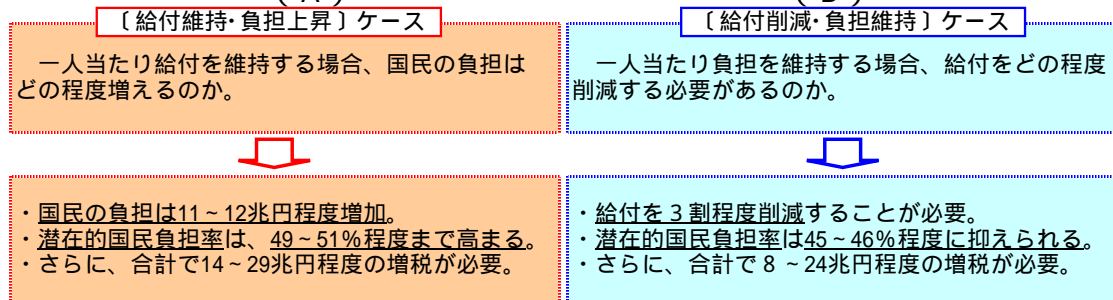 〔給付維持・負担上昇〕ケース
一人当たり給付を維持する場合、国民の負担は
どの程度増えるのか。
・国民の負担は11～12兆円程度増加。
・潜在的国民負担率は、49～51%程度まで高まる。
・さらに、合計で14～29兆円程度の増税が必要。
〔給付削減・負担維持〕ケース
一人当たり負担を維持する場合、給付をどの程度
削減する必要があるのか。
・給付を３割程度削減することが必要。
・潜在的国民負担率は45～46%程度に抑えられる。
・さらに、合計で８～24兆円程度の増税が必要。